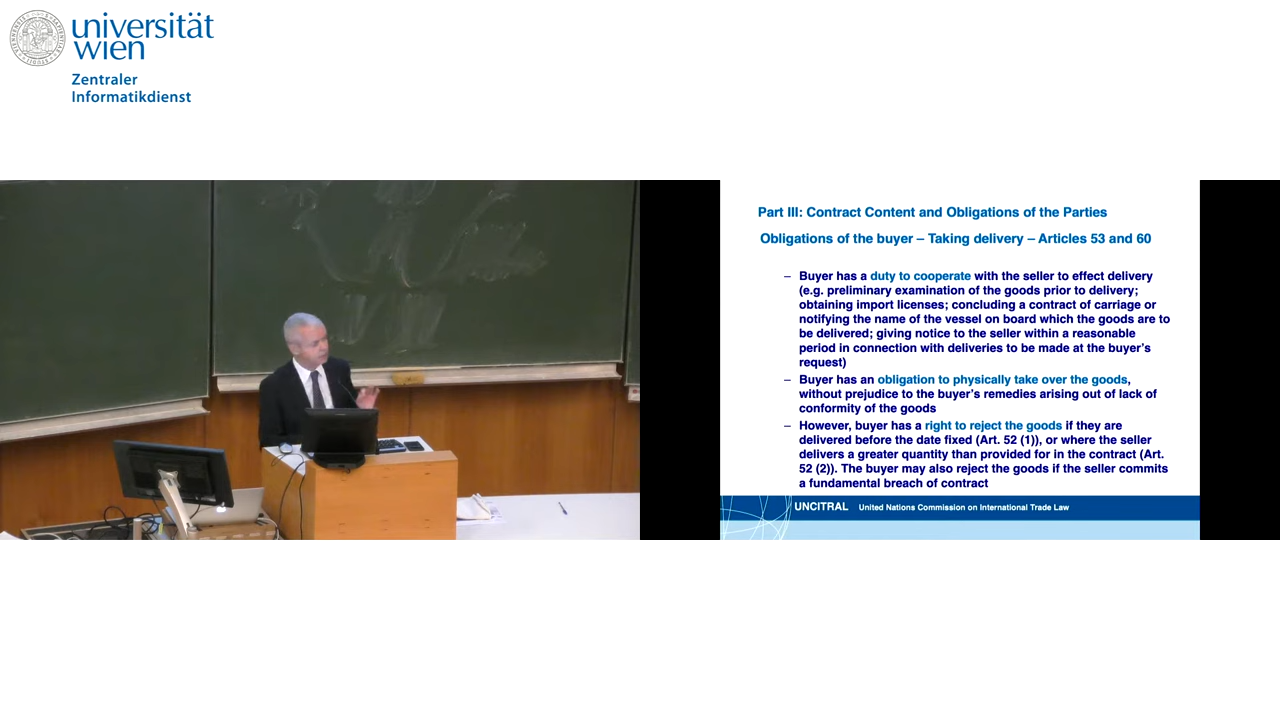 universität
wien
Zentraler
Informatikdienst
Part III: Contract Content and Obligations of the Parties
Obligations of the buyer – Taking delivery – Articles 53 and 60
– Buyer has a duty to cooperate with the seller to effect delivery
(e.g. preliminary examination of the goods prior to delivery;
obtaining import licenses; concluding a contract of carriage or
notifying the name of the vessel on board which the goods are to
be delivered; giving notice to the seller within a reasonable
period in connection with deliveries to be made at the buyer's
request)
– Buyer has an obligation to physically take over the goods,
without prejudice to the buyer's remedies arising out of lack of
conformity of the goods
– However, buyer has a right to reject the goods if they are
delivered before the date fixed (Art. 52 (1)), or where the seller
delivers a greater quantity than provided for in the contract (Art.
52 (2)). The buyer may also reject the goods if the seller commits
a fundamental breach of contract
UNCITRAL United Nations Commission on International Trade Law